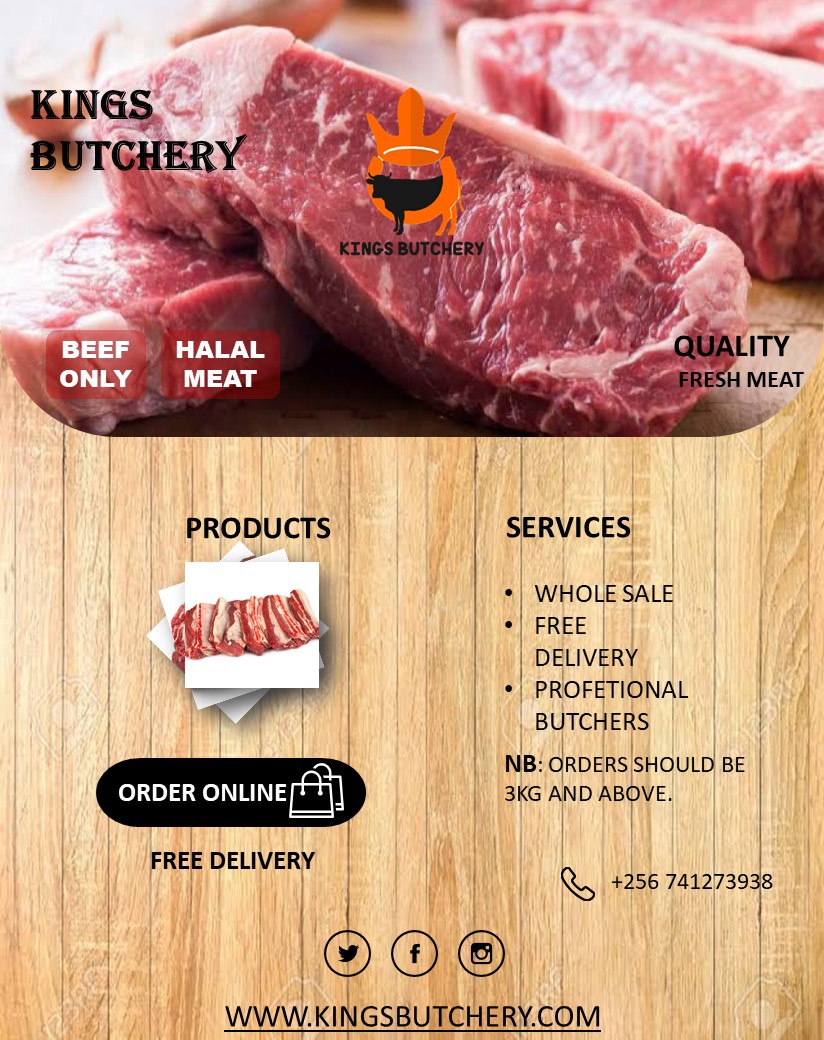 KINGS
BUTCHERY
KINGS BUTCHERY
BEEF
ONLY
HALAL
MEAT
QUALITY
FRESH MEAT
PRODUCTS
ORDER ONLINE
FREE DELIVERY
SERVICES
• WHOLE SALE
• FREE
DELIVERY
• PROFETIONAL
BUTCHERS
NB: ORDERS SHOULD BE
3KG AND ABOVE.
+256 741273938
WWW.KINGSBUTCHERY.COM